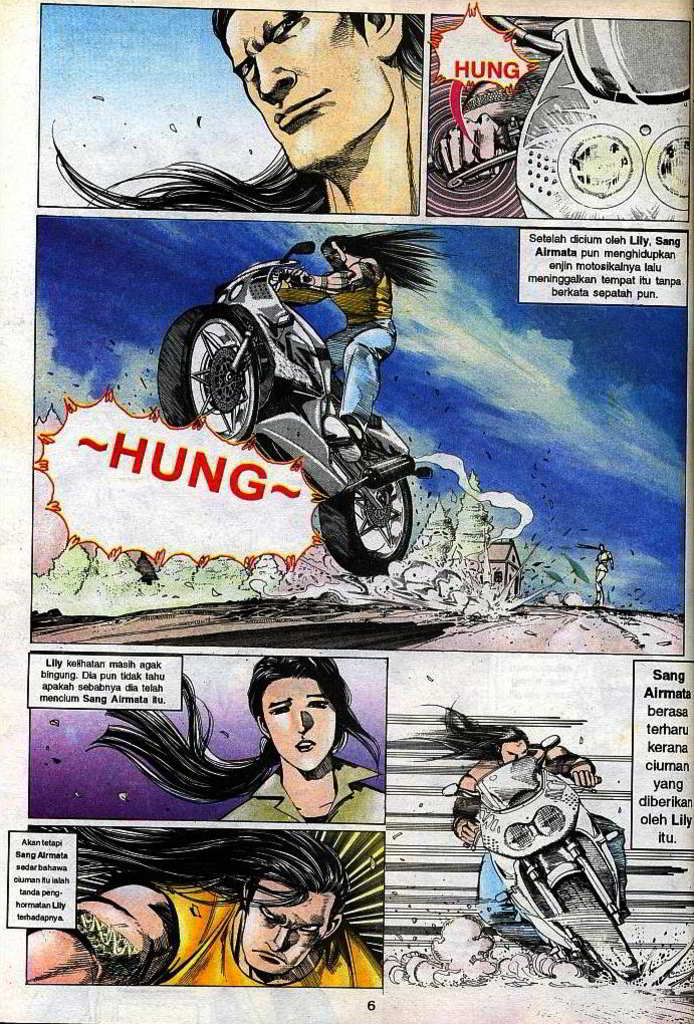 HUNG
Setelah dicium oleh Lily, Sang
Airmata pun menghidupkan
enjin motosikalnya lalu
meninggalkan tempat itu tanpa
berkata sepatah pun.
~HUNG~
Lily kelihatan masih agak
bingung. Dia pun tidak tahu
apakah sebabnya dia telah
mencium Sang Airmata itu.
Sang
Airmata
berasa
terharu
kerana
ciuman
yang
diberikan
oleh Lily
itu.
Akan tetapi
Sang Airmata
sedar bahawa
ciuman itu ialah
tanda peng-
hormatan Lily
terhadapnya.
6